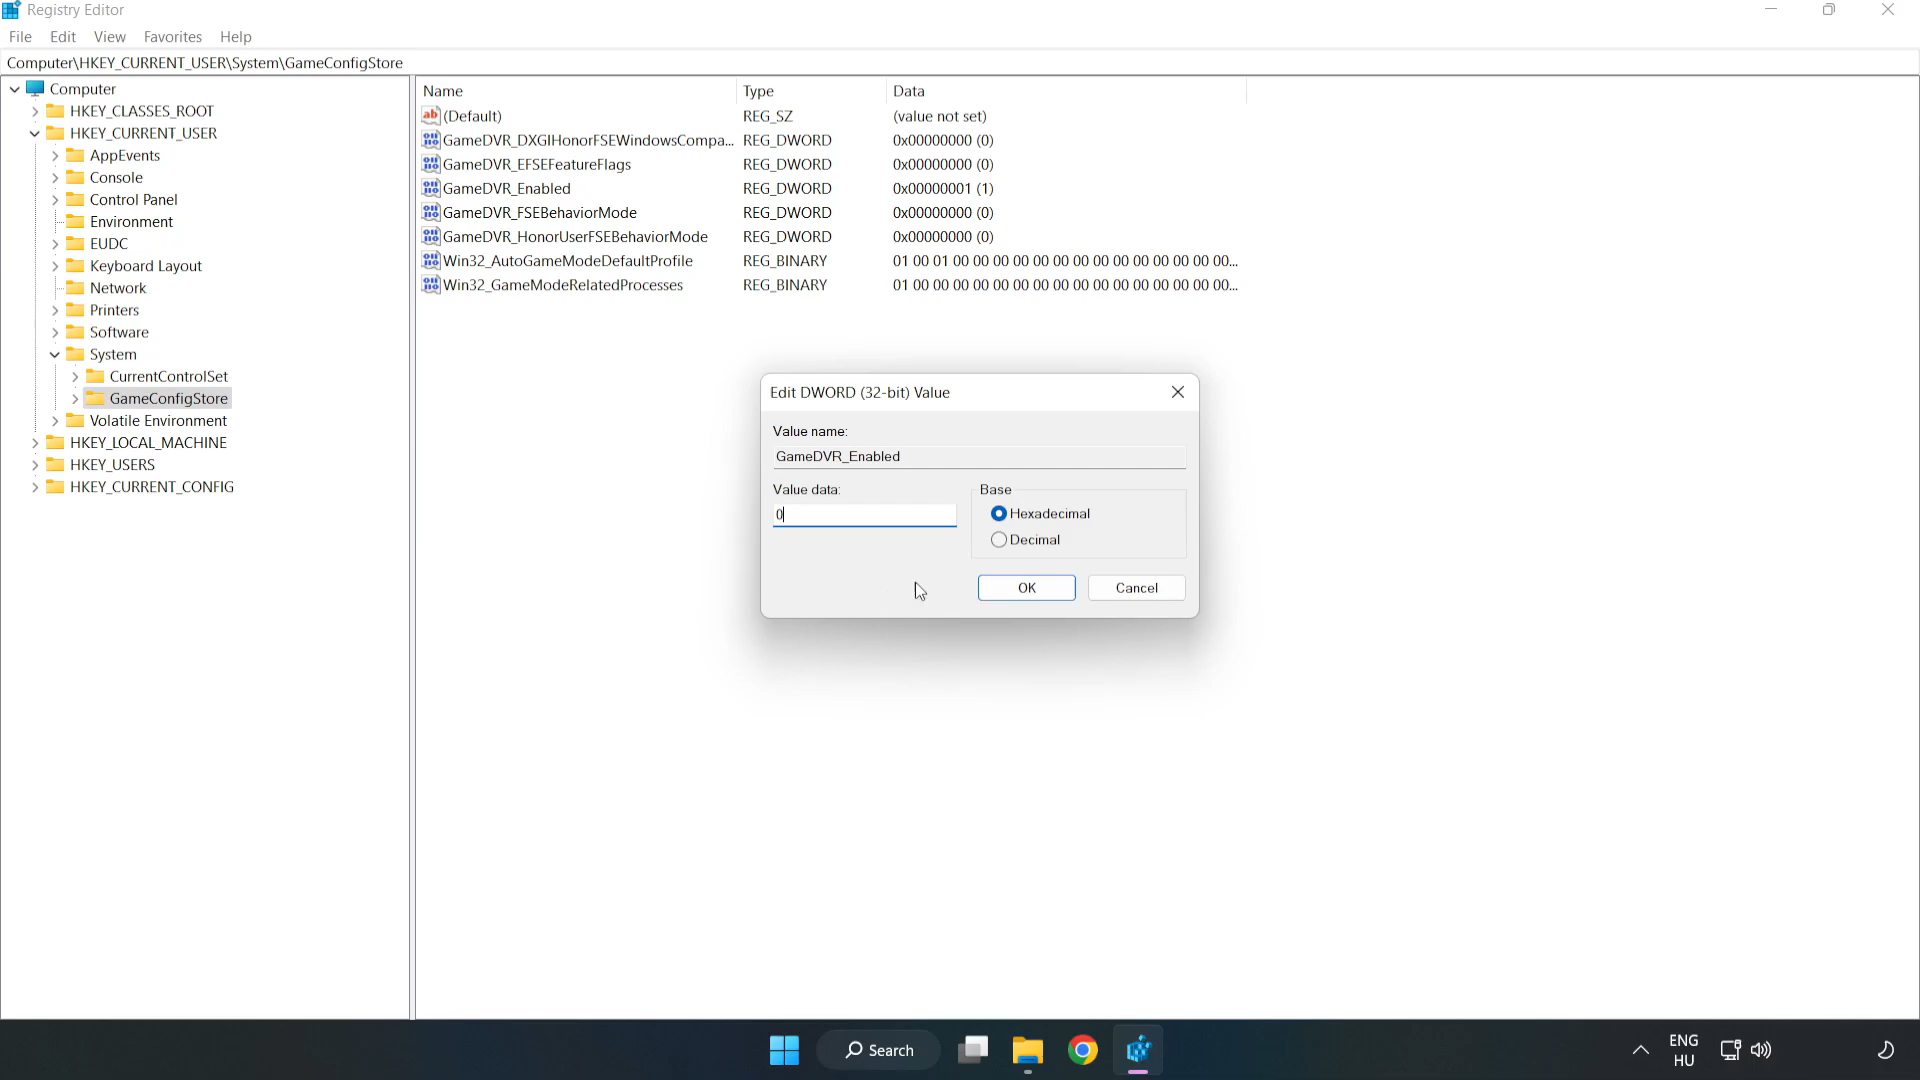 Registry Editor
File Edit View Favorites Help
Computer\HKEY_CURRENT_USER\System\GameConfigStore
Computer
HKEY_CLASSES_ROOT
HKEY_CURRENT_USER
AppEvents
Console
Control Panel
Environment
EUDC
Keyboard Layout
Network
Printers
Software
System
CurrentControlSet
GameConfigStore
Volatile Environment
HKEY_LOCAL_MACHINE
HKEY_USERS
HKEY_CURRENT_CONFIG
Name Type Data
(Default) REG_SZ (value not set)
GameDVR_DXGIHonorFSEWindowsCompa... REG_DWORD 0x00000000 (0)
GameDVR_EFSEFeatureFlags REG_DWORD 0x00000000 (0)
GameDVR_Enabled REG_DWORD 0x00000001 (1)
GameDVR_FSEBehaviorMode REG_DWORD 0x00000000 (0)
GameDVR_HonorUserFSEBehaviorMode REG_DWORD 0x00000000 (0)
Win32_AutoGameModeDefaultProfile REG_BINARY 01 00 01 00 00 00 00 00 00 00 00 00 00 00 00 00 00...
Win32_GameModeRelatedProcesses REG_BINARY 01 00 00 00 00 00 00 00 00 00 00 00 00 00 00 00 00...
Edit DWORD (32-bit) Value
Value name:
GameDVR_Enabled
Value data:
0
Base
Hexadecimal
Decimal
OK Cancel
Search
ENG
HU